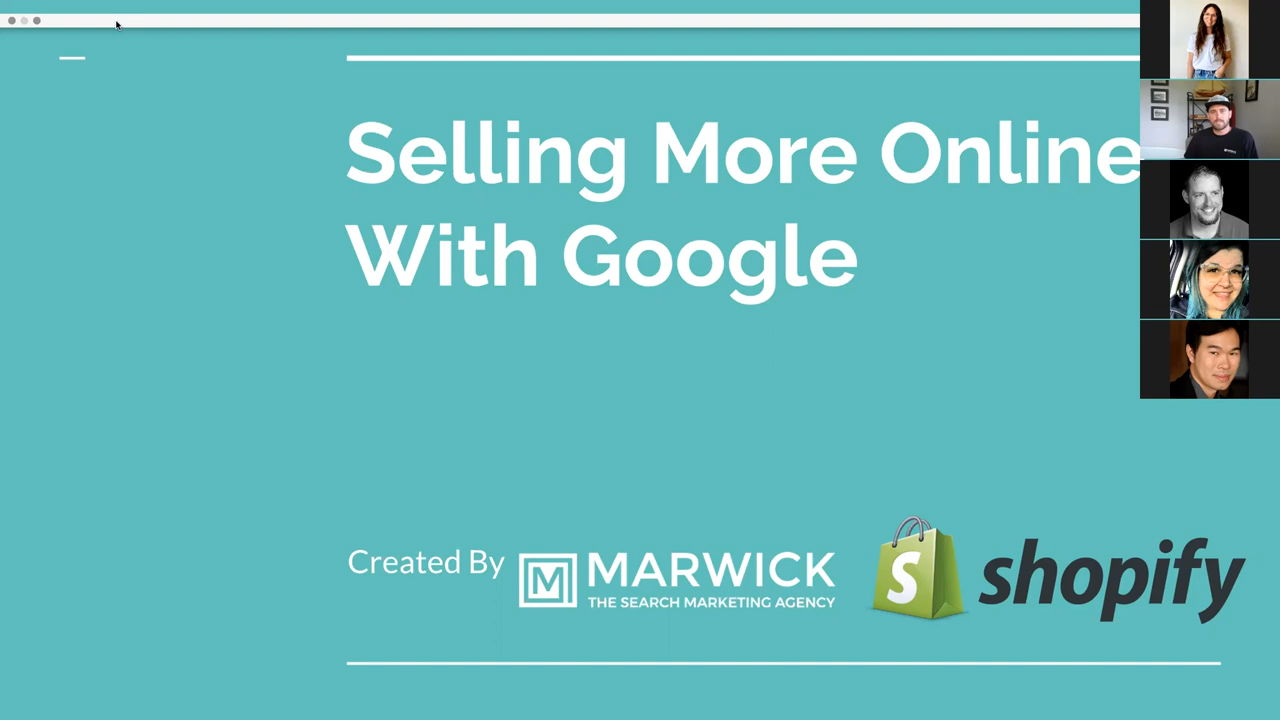 Selling More Online
With Google
Created By
MARWICK
THE SEARCH MARKETING AGENCY
shopify